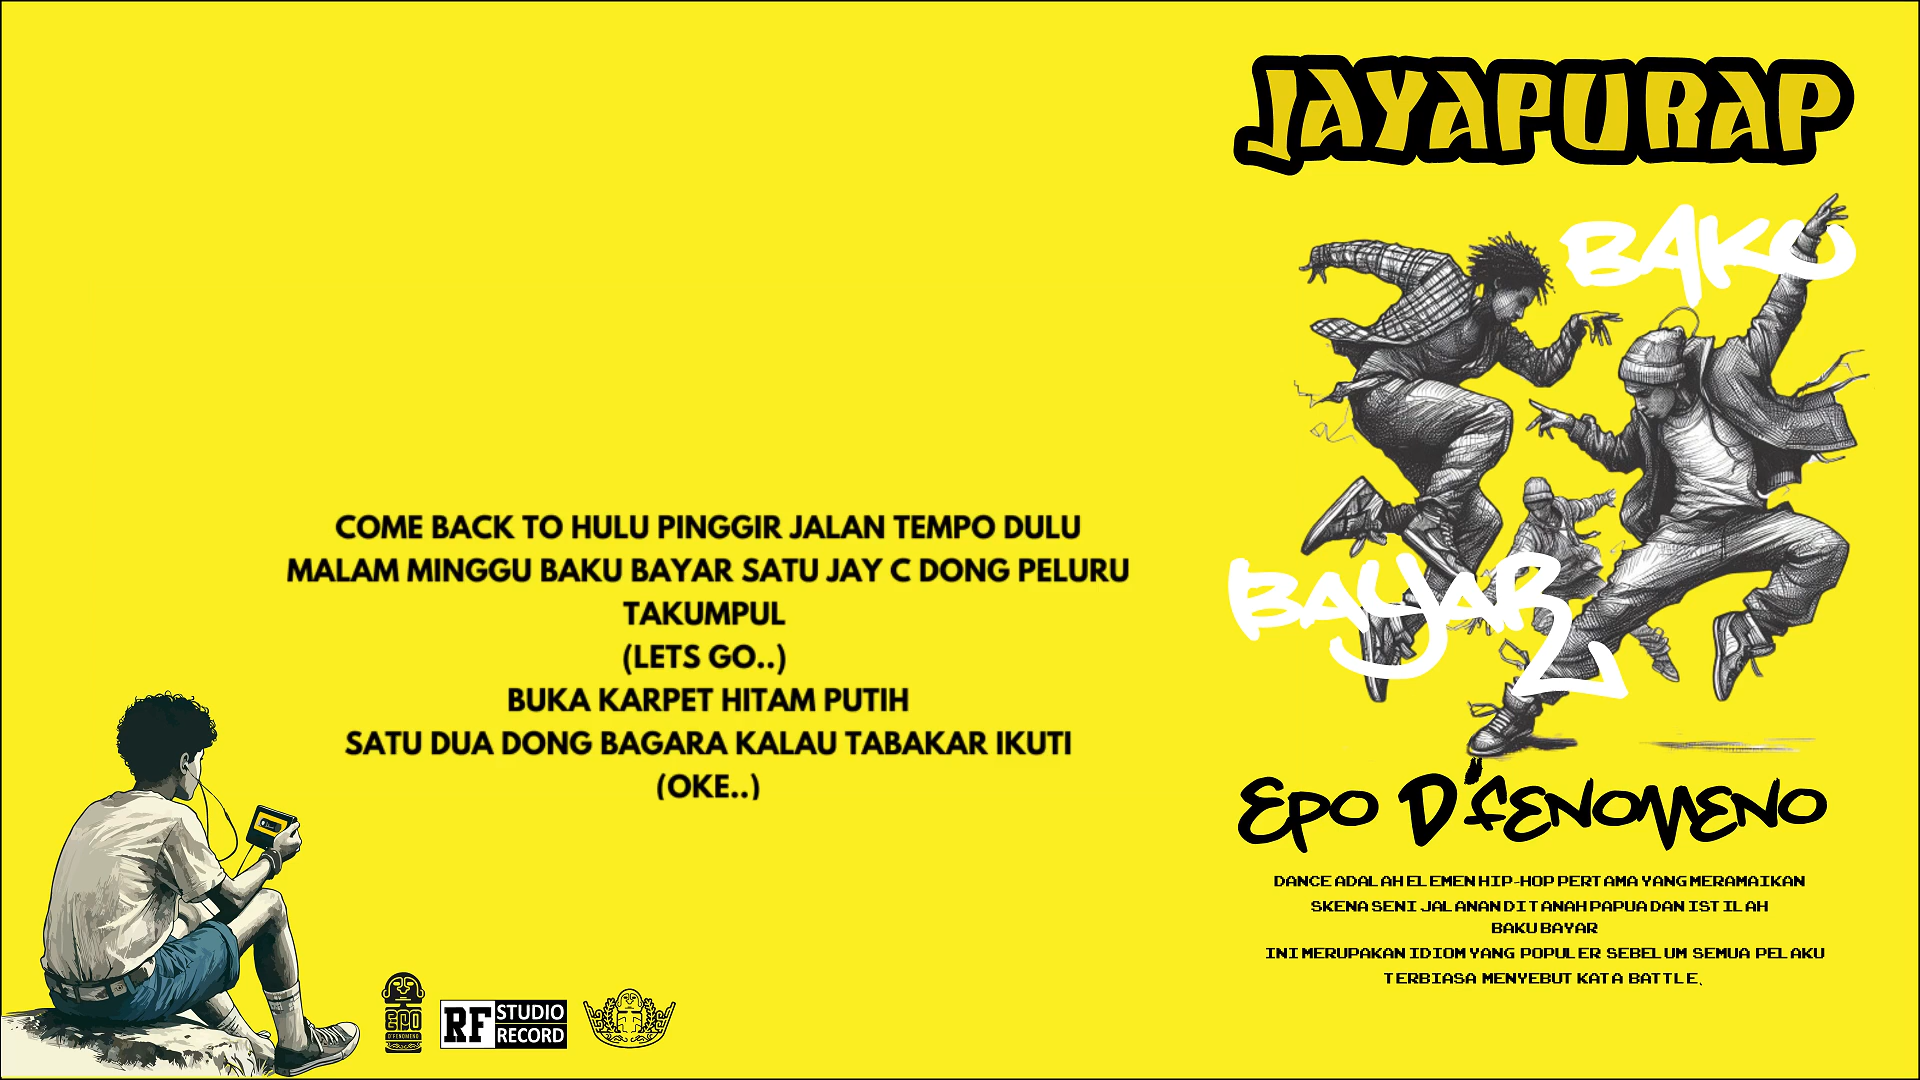 JAYAPURAP
BAKU
BAYAR
EPO D'FENOMENO
DANCE ADALAH ELEMEN HIP-HOP PERTAMA YANG MERAMAIKAN
SKENA SENI JALANAN DI TANAH PAPUA DAN ISTILAH
BAKU BAYAR
INI MERUPAKAN IDIOM YANG POPULER SEBELUM SEMUA PELAKU
TERBIASA MENYEBUT KATA BATTLE.
COME BACK TO HULU PINGGIR JALAN TEMPO DULU
MALAM MINGGU BAKU BAYAR SATU JAY C DONG PELURU
TAKUMPUL
(LETS GO..)
BUKA KARPET HITAM PUTIH
SATU DUA DONG BAGARA KALAU TABAKAR IKUTI
(OKE..)
EPO
D'FENOMENO
RF STUDIO
RECORD